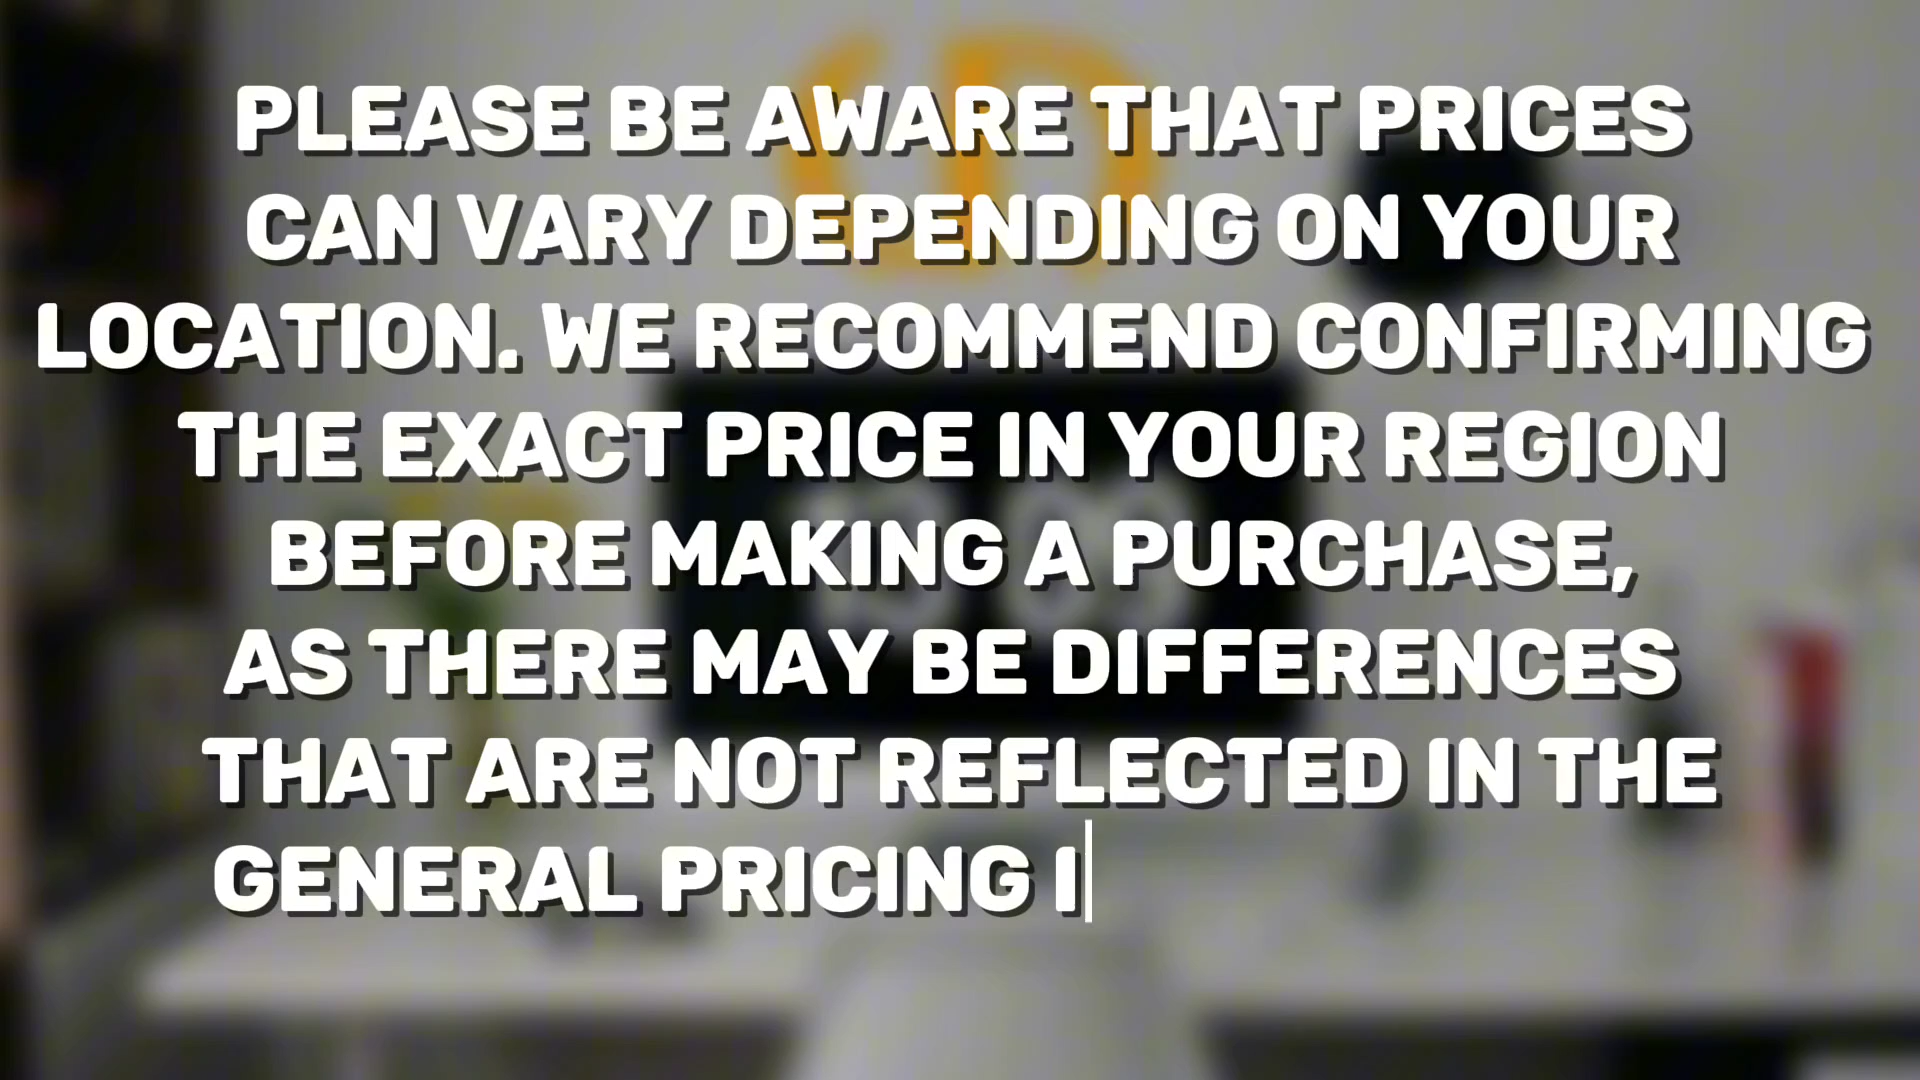 PLEASE BE AWARE THAT PRICES
CAN VARY DEPENDING ON YOUR
LOCATION. WE RECOMMEND CONFIRMING
THE EXACT PRICE IN YOUR REGION
BEFORE MAKING A PURCHASE,
AS THERE MAY BE DIFFERENCES
THAT ARE NOT REFLECTED IN THE
GENERAL PRICING I